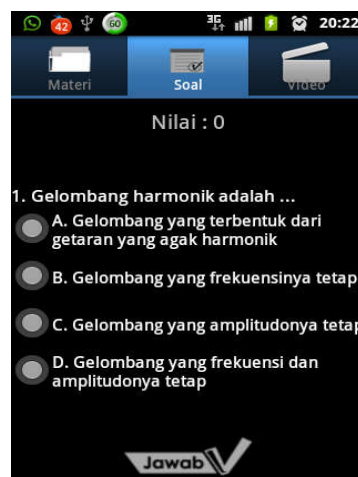 42 60 3G 20:22
Materi Soal Video
Nilai : 0
1. Gelombang harmonik adalah ...
A. Gelombang yang terbentuk dari
getaran yang agak harmonik
B. Gelombang yang frekuensinya tetap
C. Gelombang yang amplitudonya tetap
D. Gelombang yang frekuensi dan
amplitudonya tetap
Jawab